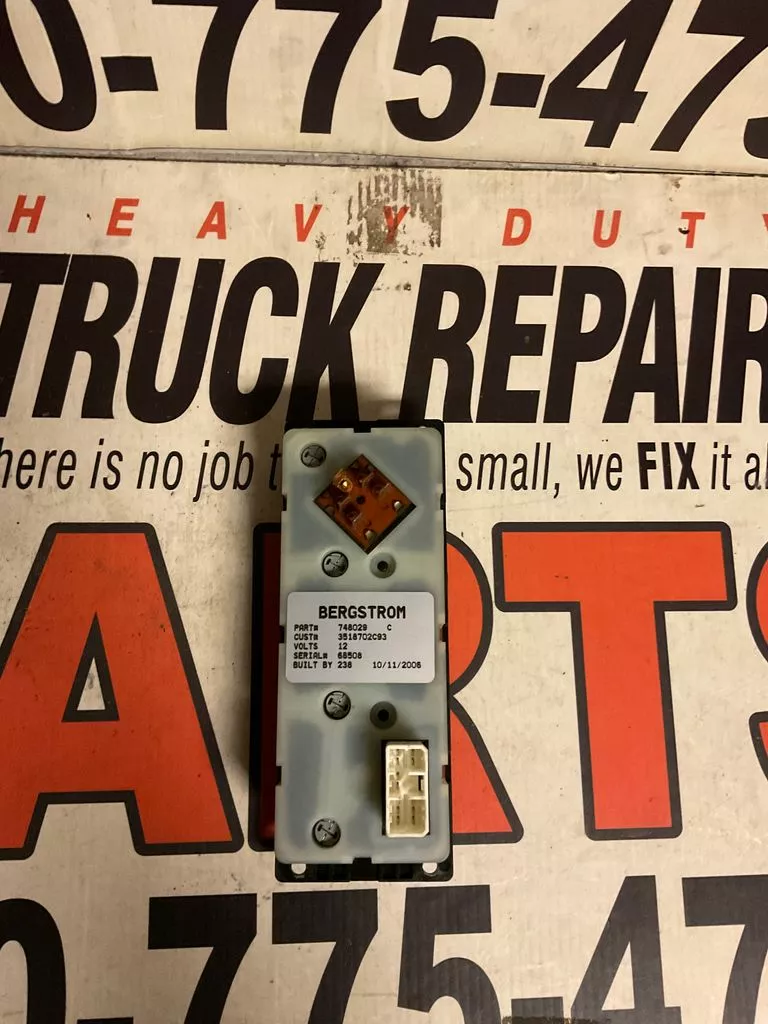 0-775-47
HEAVY DUTY
TRUCK REPAIR
here is no job t small, we FIX it a
ARTS
BERGSTROM
PART# 748029 C
CUST# 3518702C93
VOLTS 12
SERIAL# 68508
BUILT BY 238 10/11/2006
0-775-47